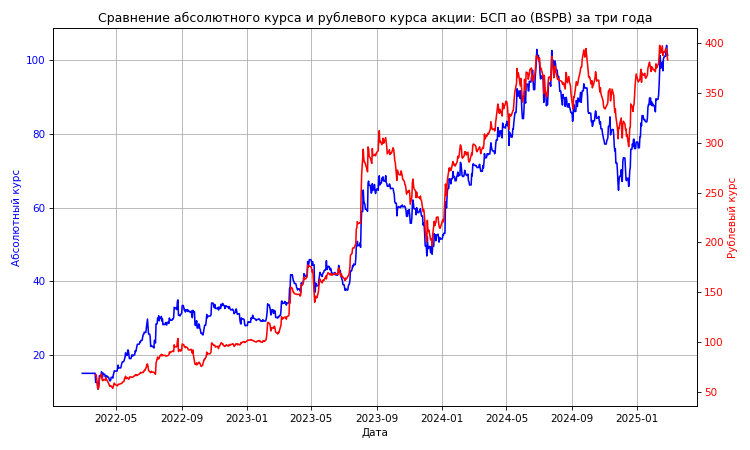 Сравнение абсолютного курса и рублевого курса акции: БСП ао (BSPB) за три года
Абсолютный курс
100
80
60
40
20
400
350
300
250
200
150
100
50
Рублевый курс
2022-05 2022-09 2023-01 2023-05 2023-09 2024-01 2024-05 2024-09 2025-01
Дата